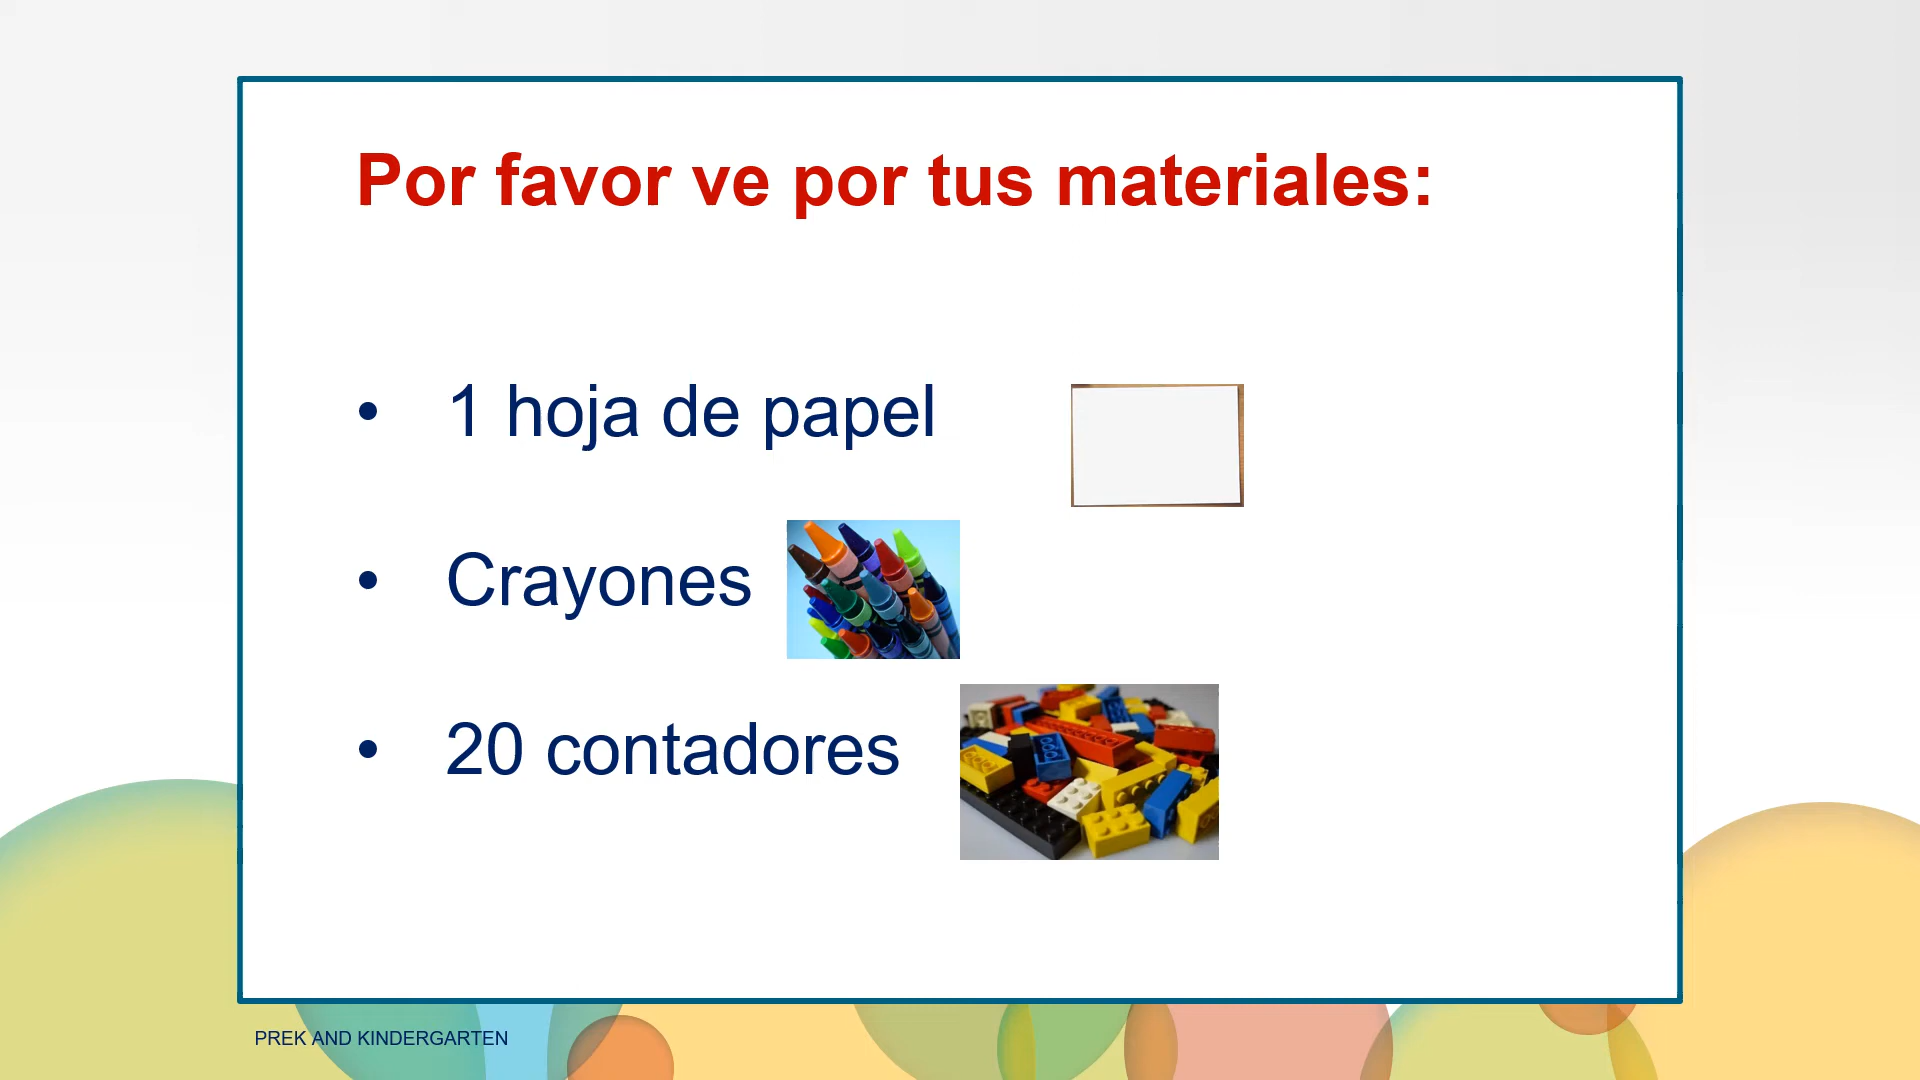 Por favor ve por tus materiales:
• 1 hoja de papel
• Crayones
• 20 contadores
PREK AND KINDERGARTEN